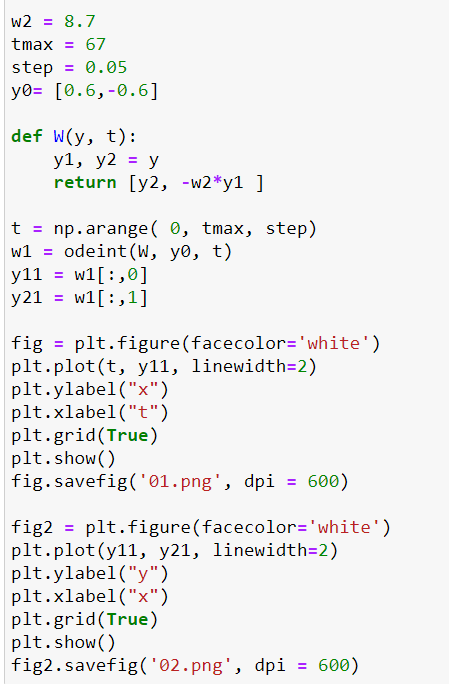 w2 = 8.7
tmax = 67
step = 0.05
y0= [0.6,-0.6]
def W(y, t):
    y1, y2 = y
    return [y2, -w2*y1 ]
t = np.arange( 0, tmax, step)
w1 = odeint(W, y0, t)
y11 = w1[:,0]
y21 = w1[:,1]
fig = plt.figure(facecolor='white')
plt.plot(t, y11, linewidth=2)
plt.ylabel("x")
plt.xlabel("t")
plt.grid(True)
plt.show()
fig.savefig('01.png', dpi = 600)
fig2 = plt.figure(facecolor='white')
plt.plot(y11, y21, linewidth=2)
plt.ylabel("y")
plt.xlabel("x")
plt.grid(True)
plt.show()
fig2.savefig('02.png', dpi = 600)